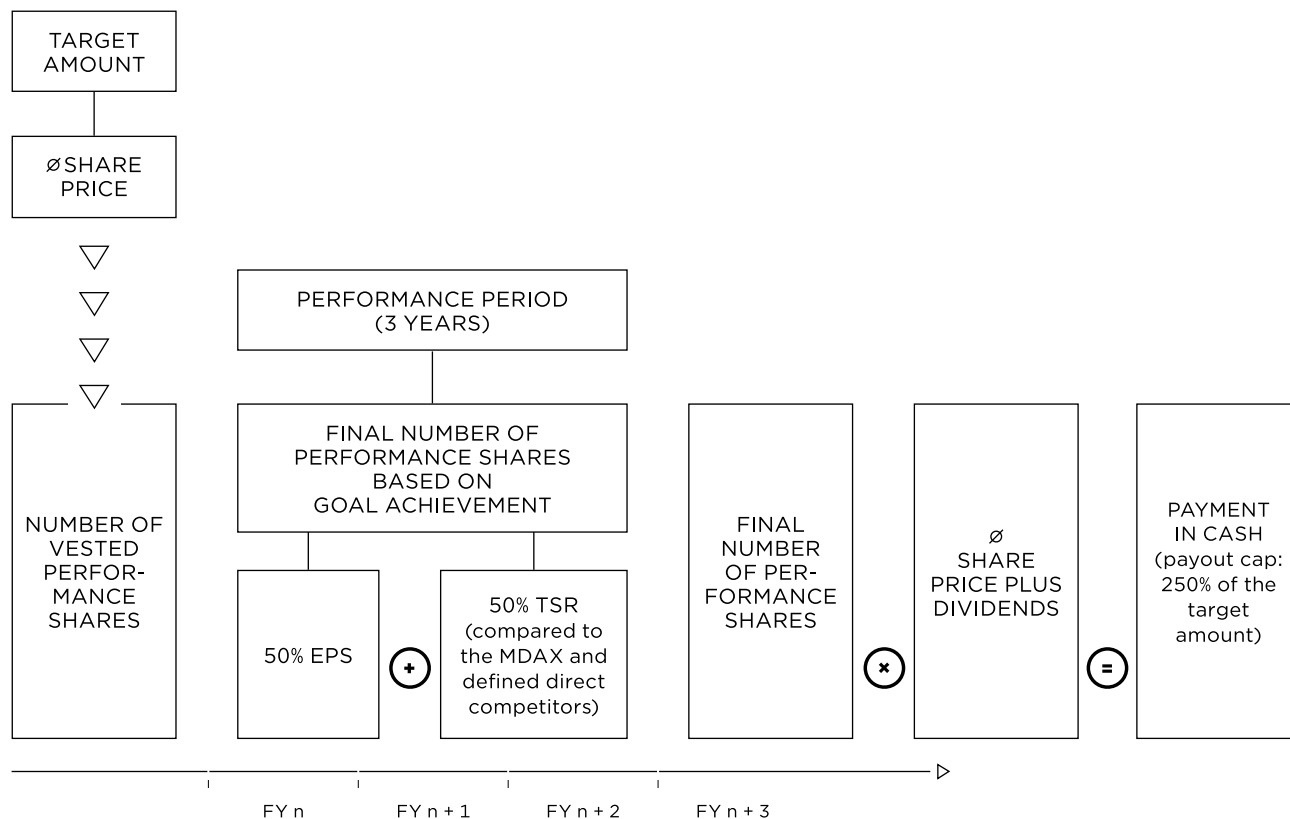 TARGET
AMOUNT
Ø SHARE
PRICE
PERFORMANCE PERIOD
(3 YEARS)
NUMBER OF
VESTED
PERFOR-
MANCE
SHARES
FINAL NUMBER OF
PERFORMANCE SHARES
BASED ON
GOAL ACHIEVEMENT
50% EPS
+
50% TSR
(compared to
the MDAX and
defined direct
competitors)
FINAL
NUMBER
OF PER-
FORMANCE
SHARES
×
Ø
SHARE
PRICE PLUS
DIVIDENDS
=
PAYMENT
IN CASH
(payout cap:
250% of the
target
amount)
FY n
FY n + 1
FY n + 2
FY n + 3